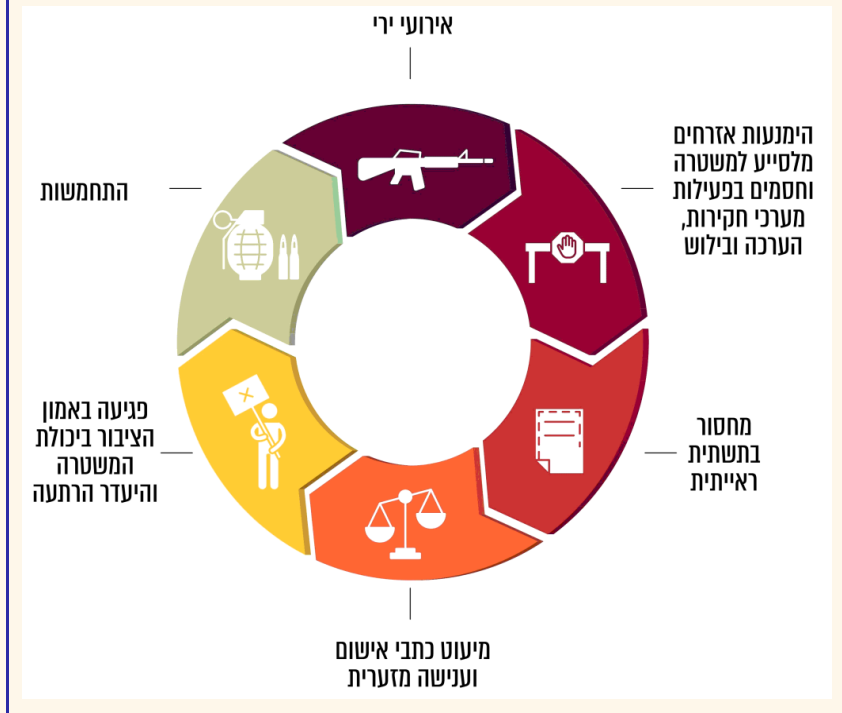 אירועי ירי
הימנעות אזרחים
מלסייע למשטרה
וחסמים בפעילות
מערכי חקירות,
הערכה ובילוש
מחסור
בתשתית
ראייתית
מיעוט כתבי אישום
וענישה מזערית
פגיעה באמון
הציבור ביכולת
המשטרה
והיעדר הרתעה
התחמשות